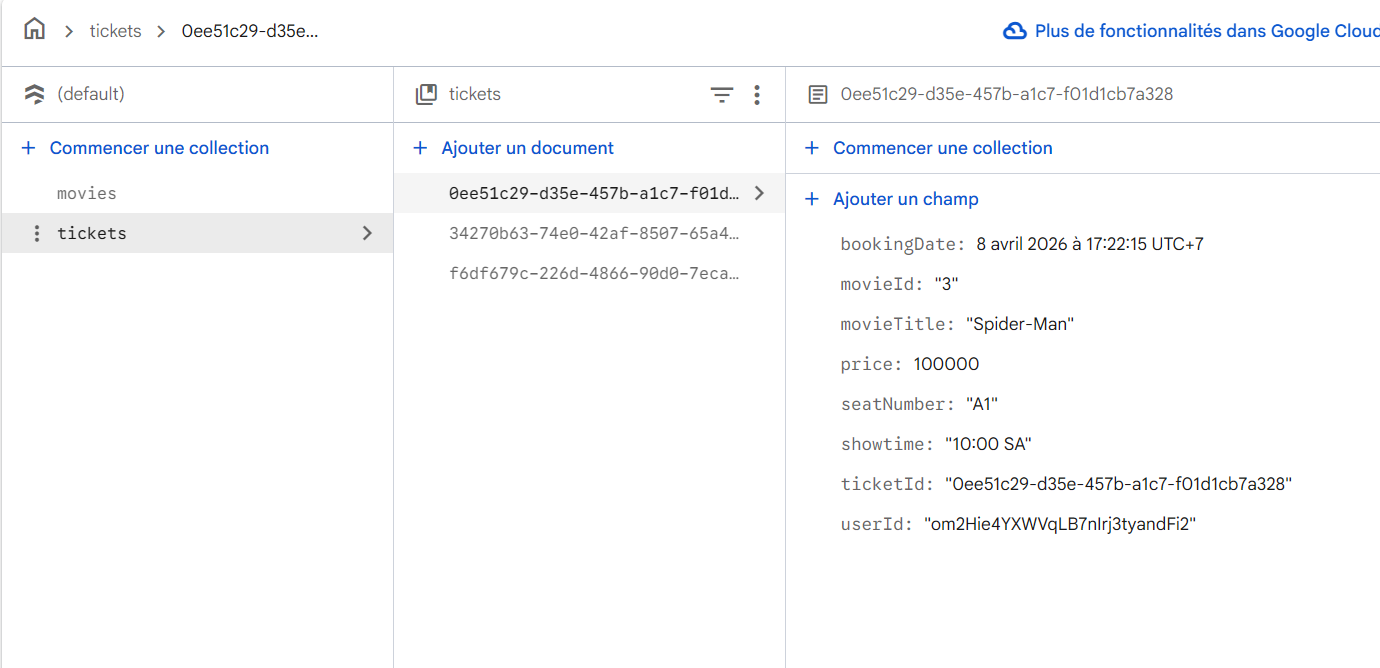 tickets > 0ee51c29-d35e...
Plus de fonctionnalités dans Google Cloud
(default)
Commencer une collection
movies
tickets
tickets
Ajouter un document
0ee51c29-d35e-457b-a1c7-f01d...
34270b63-74e0-42af-8507-65a4...
f6df679c-226d-4866-90d0-7eca...
0ee51c29-d35e-457b-a1c7-f01d1cb7a328
Commencer une collection
Ajouter un champ
bookingDate: 8 avril 2026 à 17:22:15 UTC+7
movieId: "3"
movieTitle: "Spider-Man"
price: 100000
seatNumber: "A1"
showtime: "10:00 SA"
ticketId: "0ee51c29-d35e-457b-a1c7-f01d1cb7a328"
userId: "om2Hie4YXWVqLB7nIrj3tyandFi2"